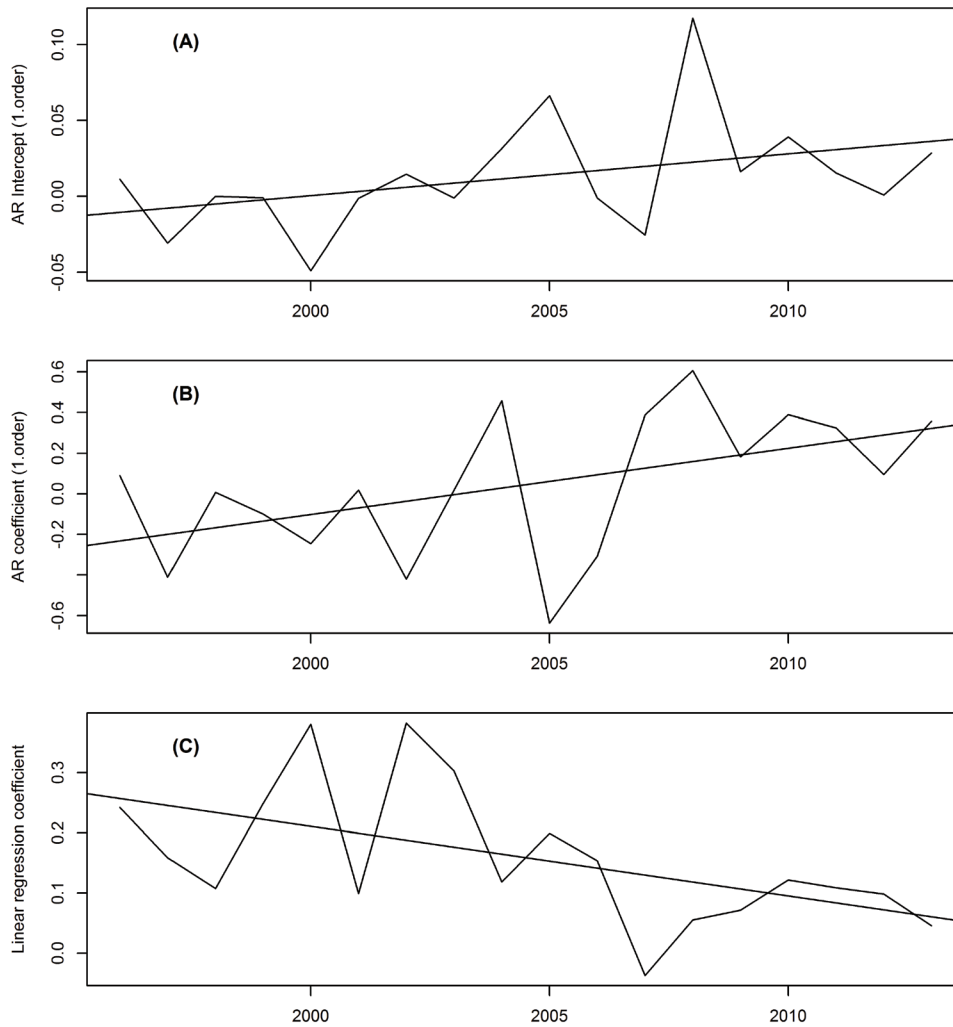 (A)
AR Intercept (1.order)
0.10
0.05
0.00
-0.05
2000 2005 2010
(B)
AR coefficient (1.order)
0.6
0.4
0.2
0.0
-0.2
-0.6
2000 2005 2010
(C)
Linear regression coefficient
0.3
0.2
0.1
0.0
2000 2005 2010